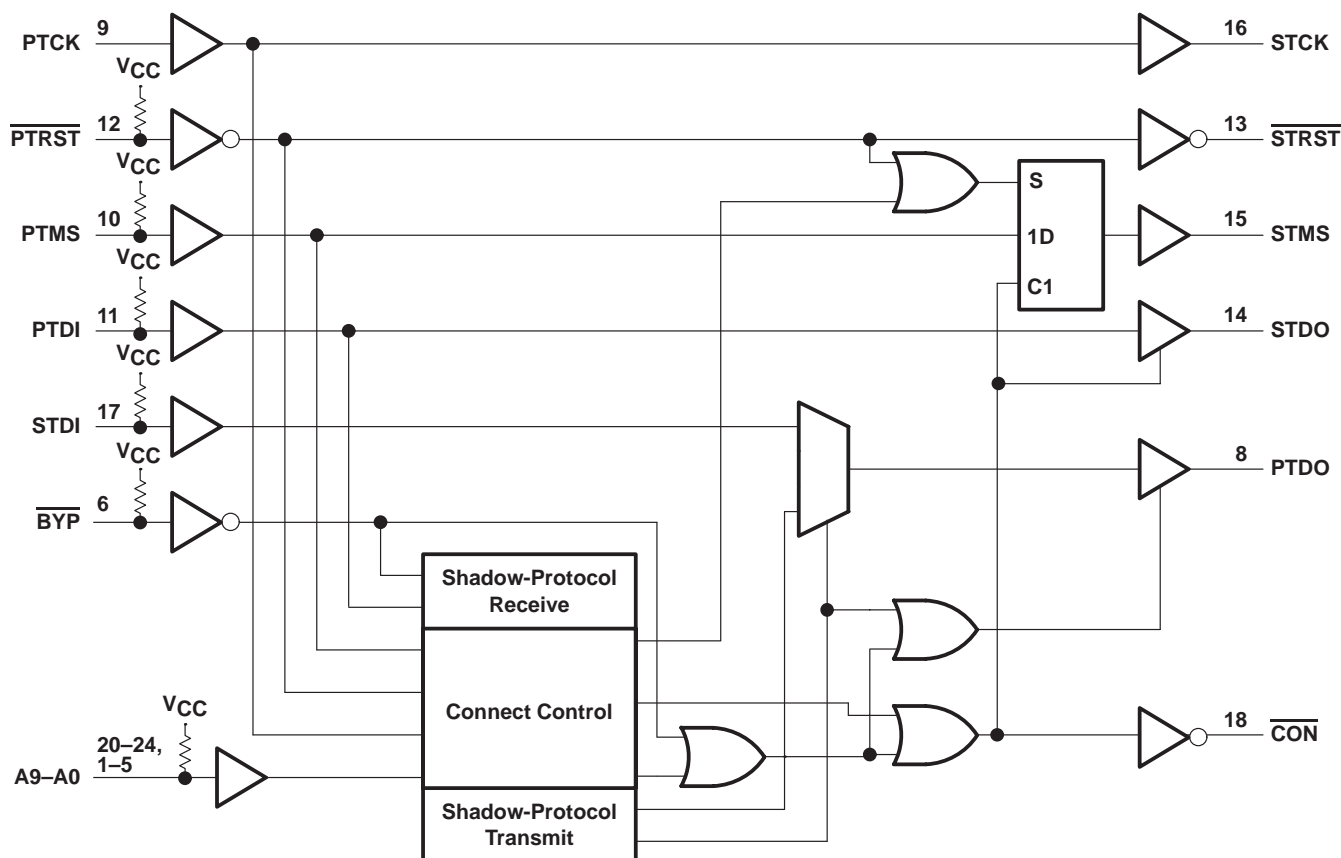 PTCK 9
16 STCK
VCC
PTRST 12
13 STRST
VCC
S
PTMS 10
1D
15 STMS
VCC
C1
PTDI 11
14 STDO
VCC
STDI 17
VCC
8 PTDO
BYP 6
Shadow-Protocol
Receive
Connect Control
VCC
18 CON
20–24,
1–5
A9–A0
Shadow-Protocol
Transmit